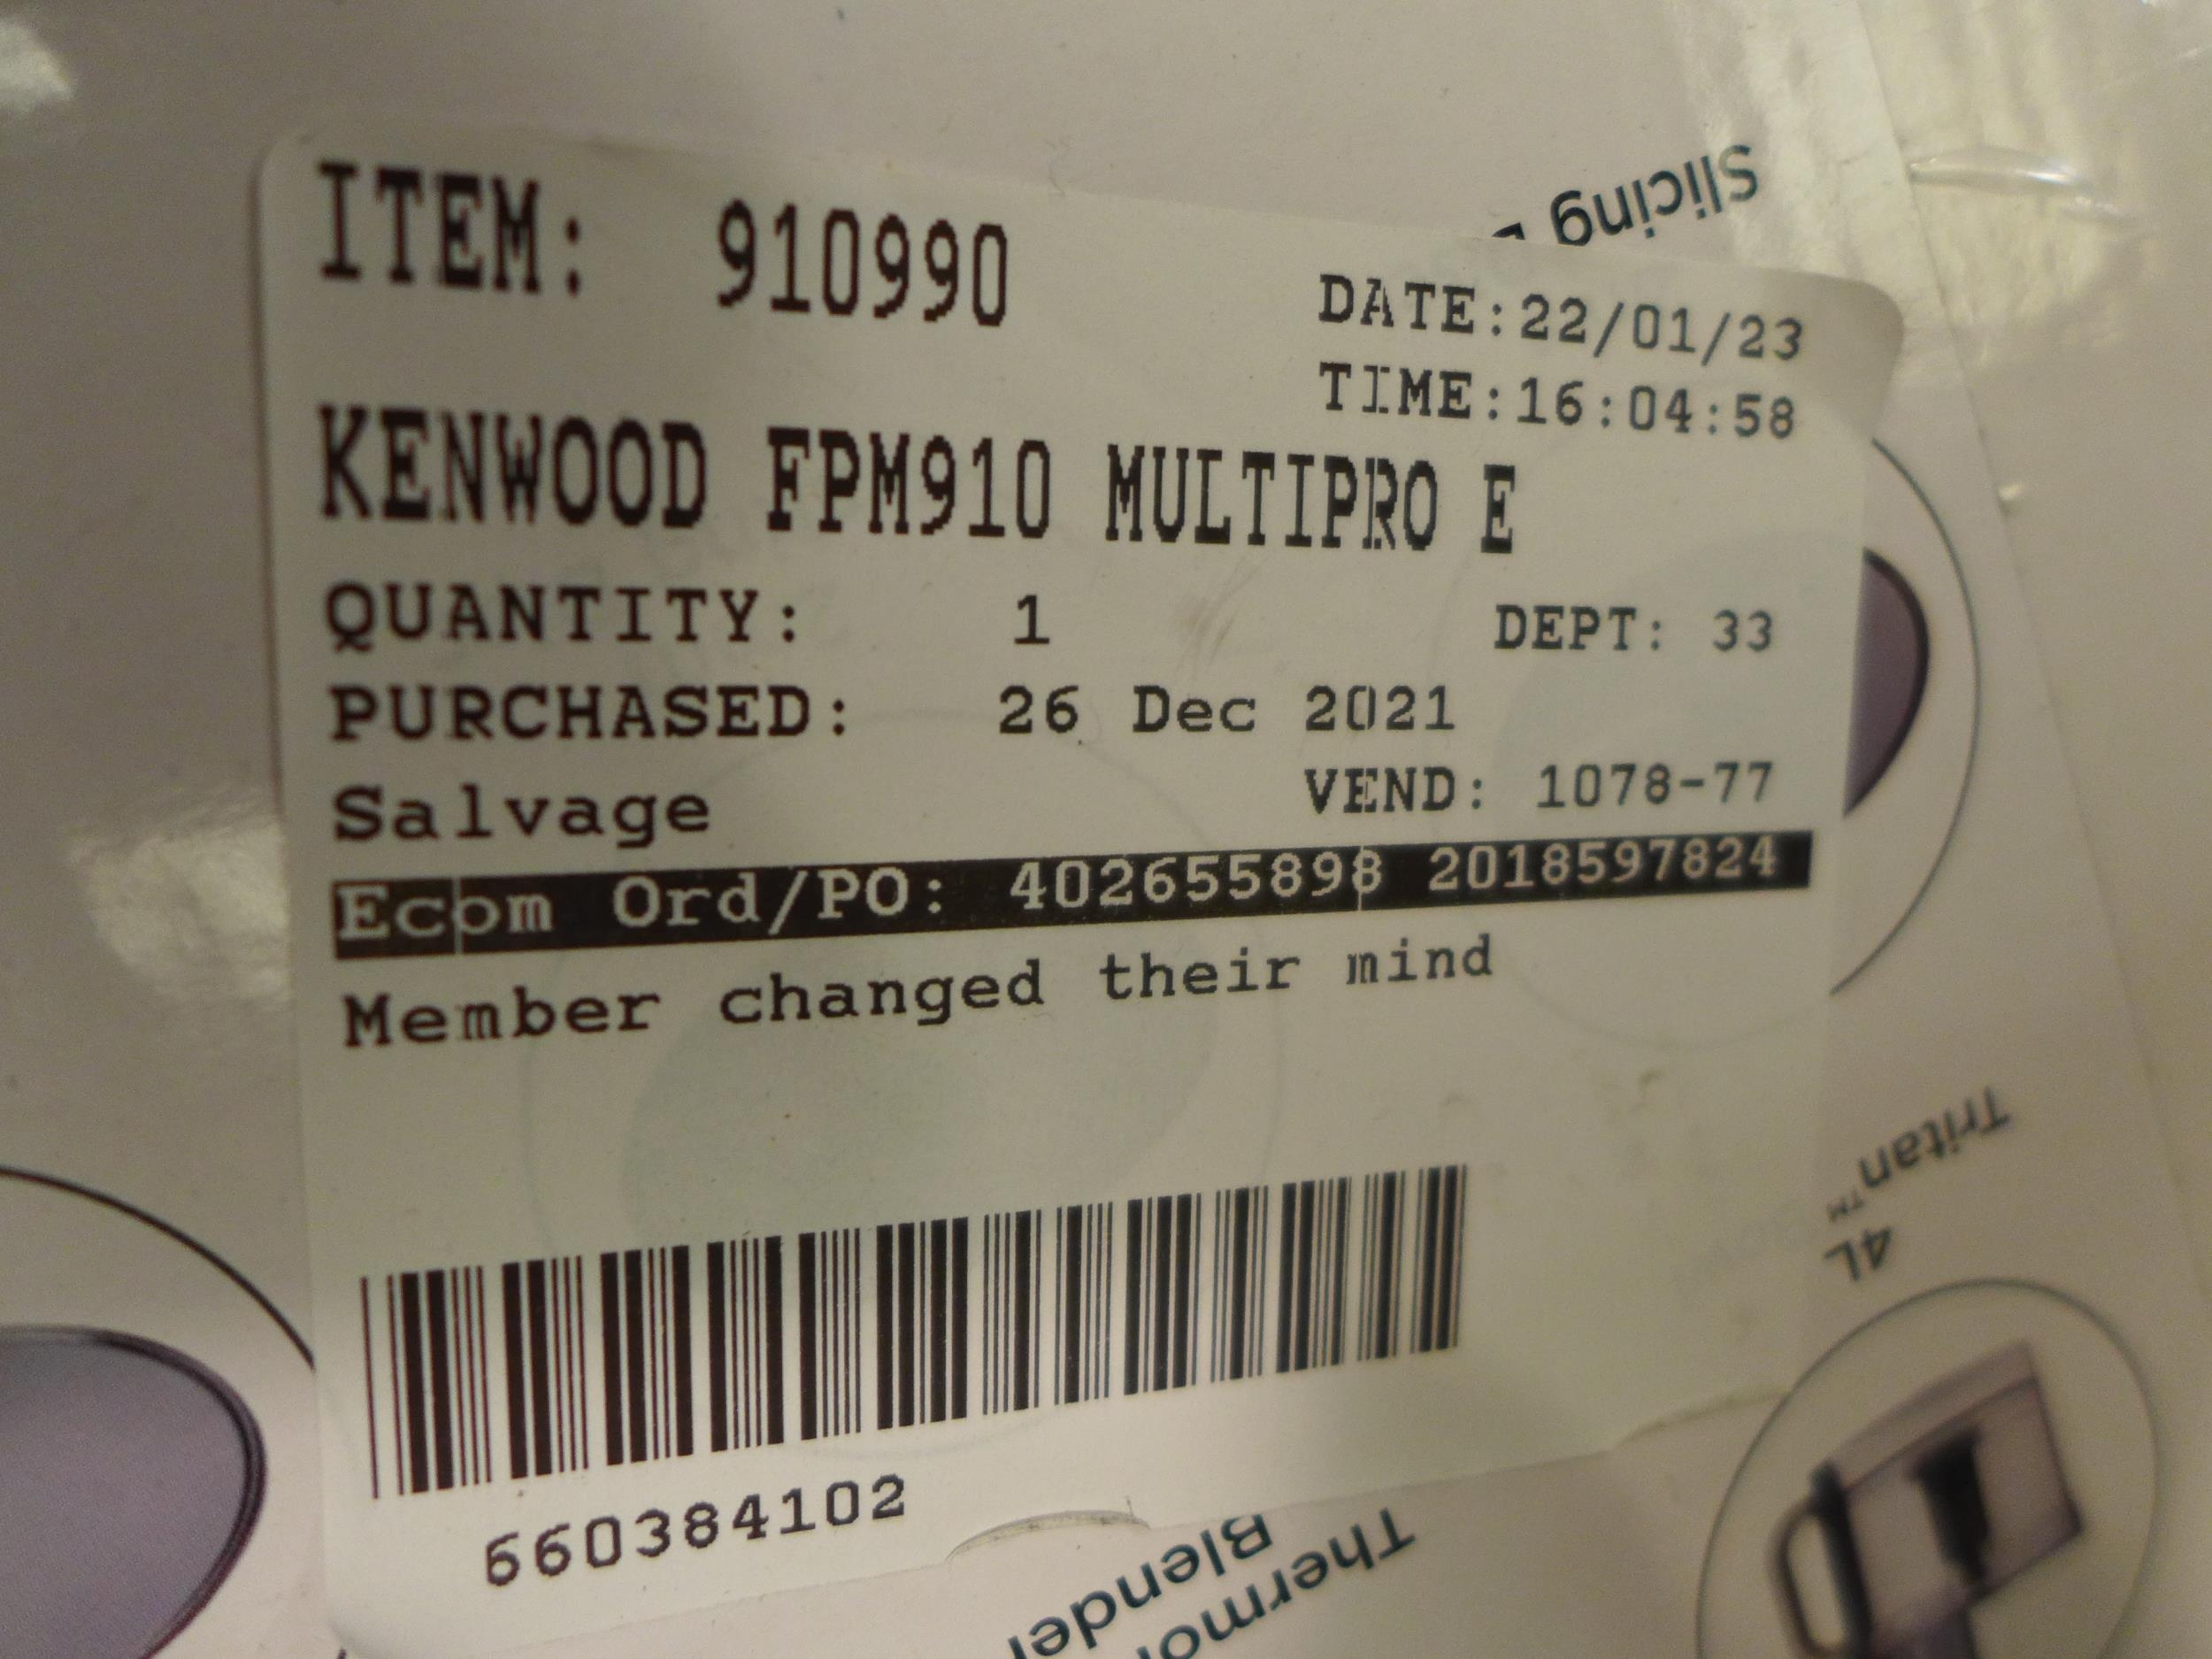 slicing
ITEM: 910990
DATE:22/01/23
TIME:16:04:58
KENWOOD FPM910 MULTIPRO E
QUANTITY: 1 DEPT: 33
PURCHASED: 26 Dec 2021
Salvage VEND: 1078-77
Ecom Ord/PO: 402655898 2018597824
Member changed their mind
660384102
4L
Tritan™
Blender